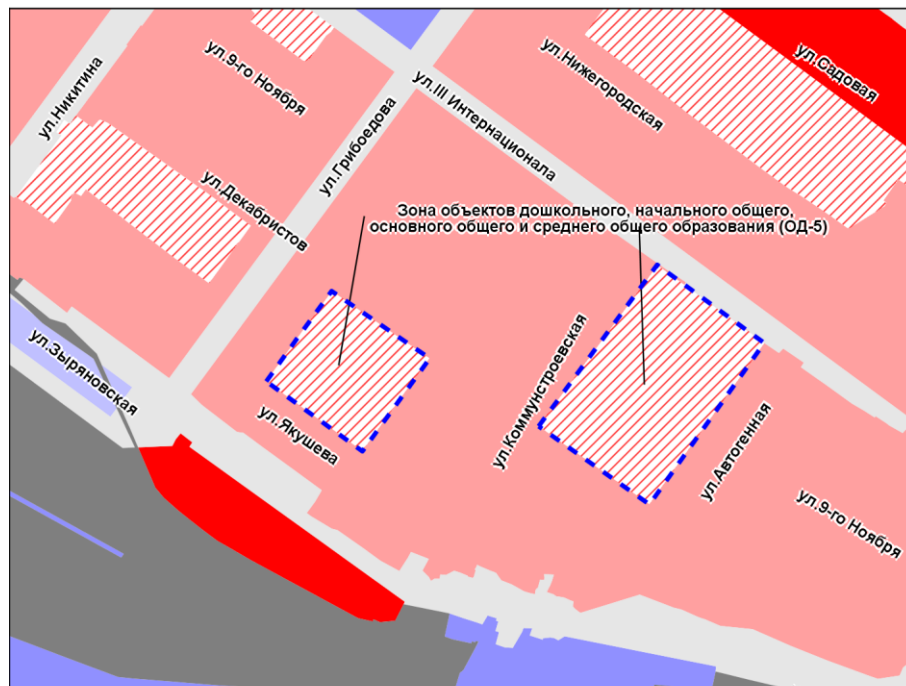 ул.9-го Ноября
ул.Никитина
ул.Грибоедова
ул.III Интернационала
ул.Нижегородская
ул.Садовая
ул.Декабристов
Зона объектов дошкольного, начального общего,
основного общего и среднего общего образования (ОД-5)
ул.Зыряновская
ул.Якушева
ул.Коммунстроевская
ул.Автогенная
ул.9-го Ноября